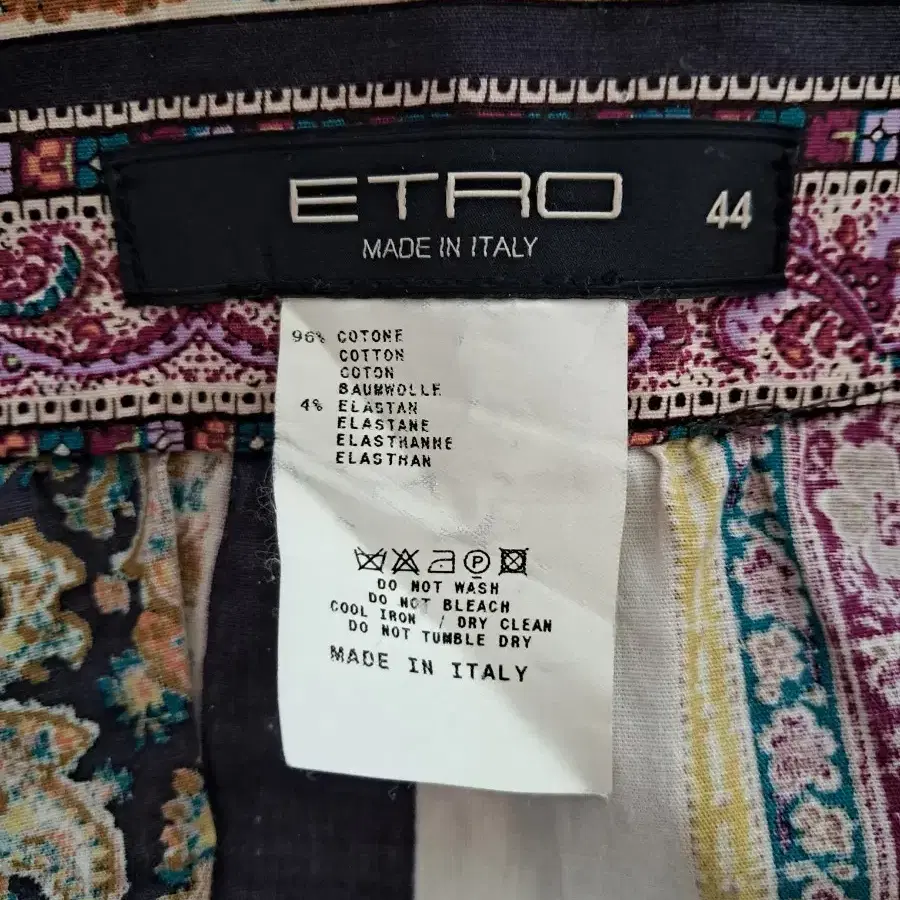 ETRO 44
MADE IN ITALY
96% COTONE
COTTON
COTON
BAUMWOLLE
4% ELASTAN
ELASTANE
ELASTHANNE
ELASTHAN
P
DO NOT WASH
DO NOT BLEACH
COOL IRON / DRY CLEAN
DO NOT TUMBLE DRY
MADE IN ITALY